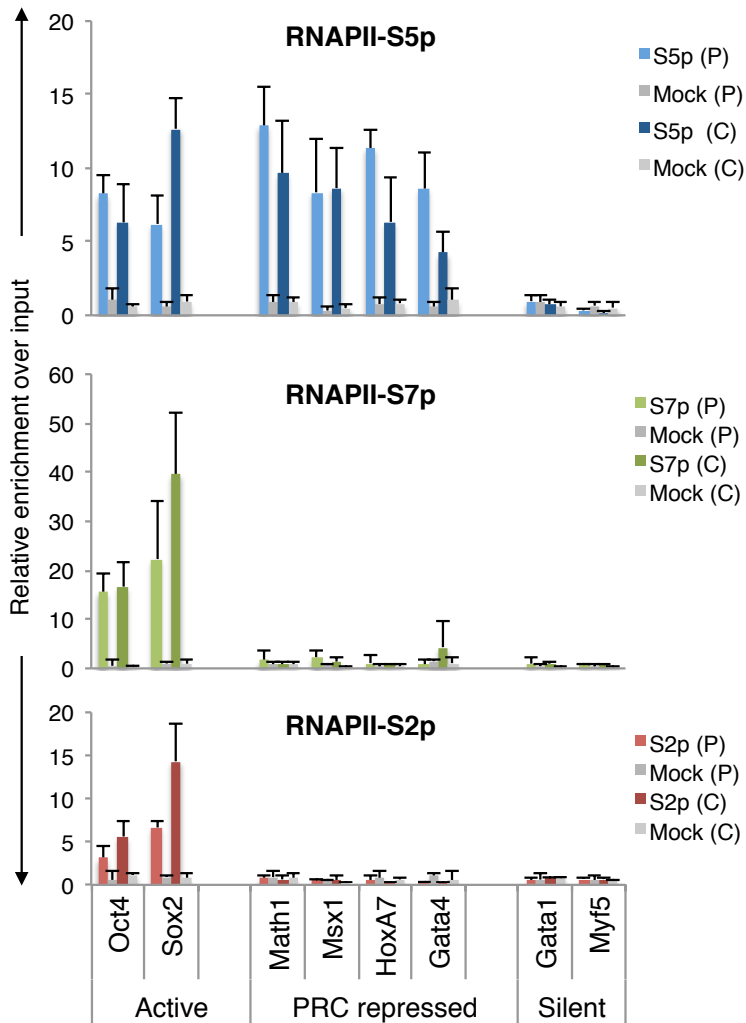 Relative enrichment over input
RNAPII-S5p
20
15
10
5
0
S5p (P)
Mock (P)
S5p (C)
Mock (C)
RNAPII-S7p
60
50
40
30
20
10
0
S7p (P)
Mock (P)
S7p (C)
Mock (C)
RNAPII-S2p
20
15
10
5
0
S2p (P)
Mock (P)
S2p (C)
Mock (C)
Oct4
Sox2
Math1
Msx1
HoxA7
Gata4
Gata1
Myf5
Active
PRC repressed
Silent